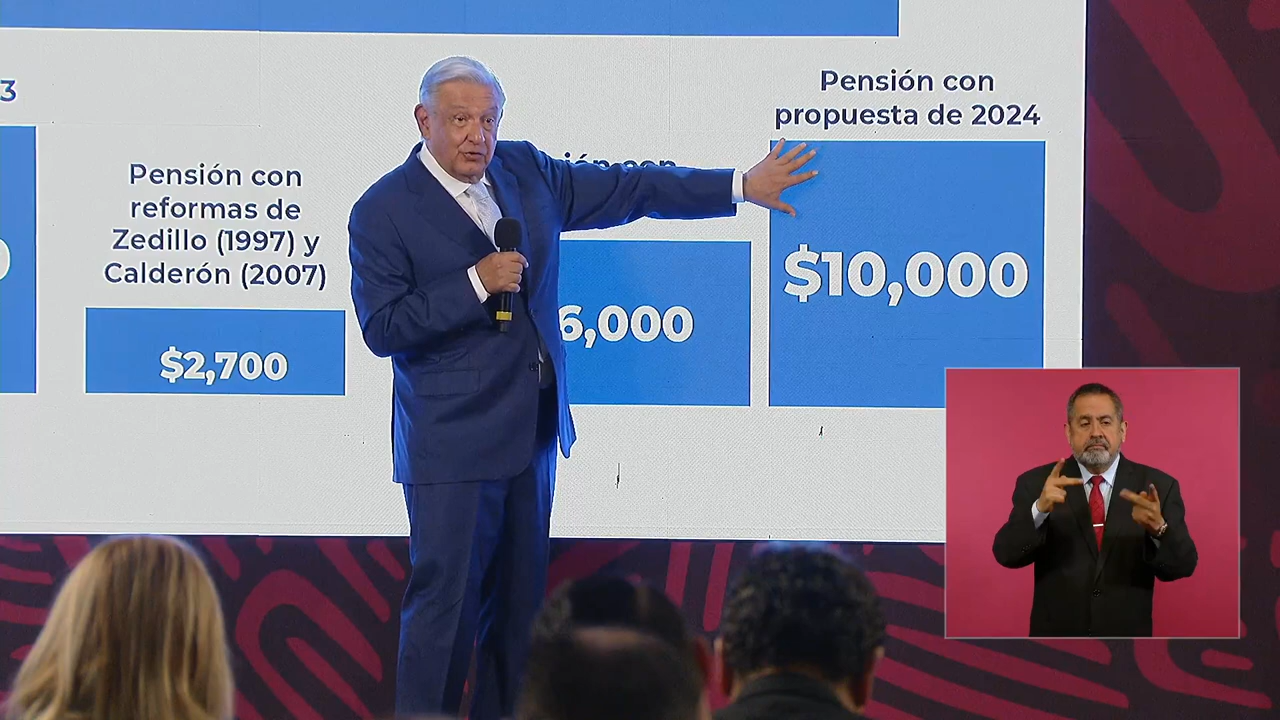 3
Pensión con
reformas de
Zedillo (1997) y
Calderón (2007)
$2,700
con
6,000
Pensión con
propuesta de 2024
$10,000